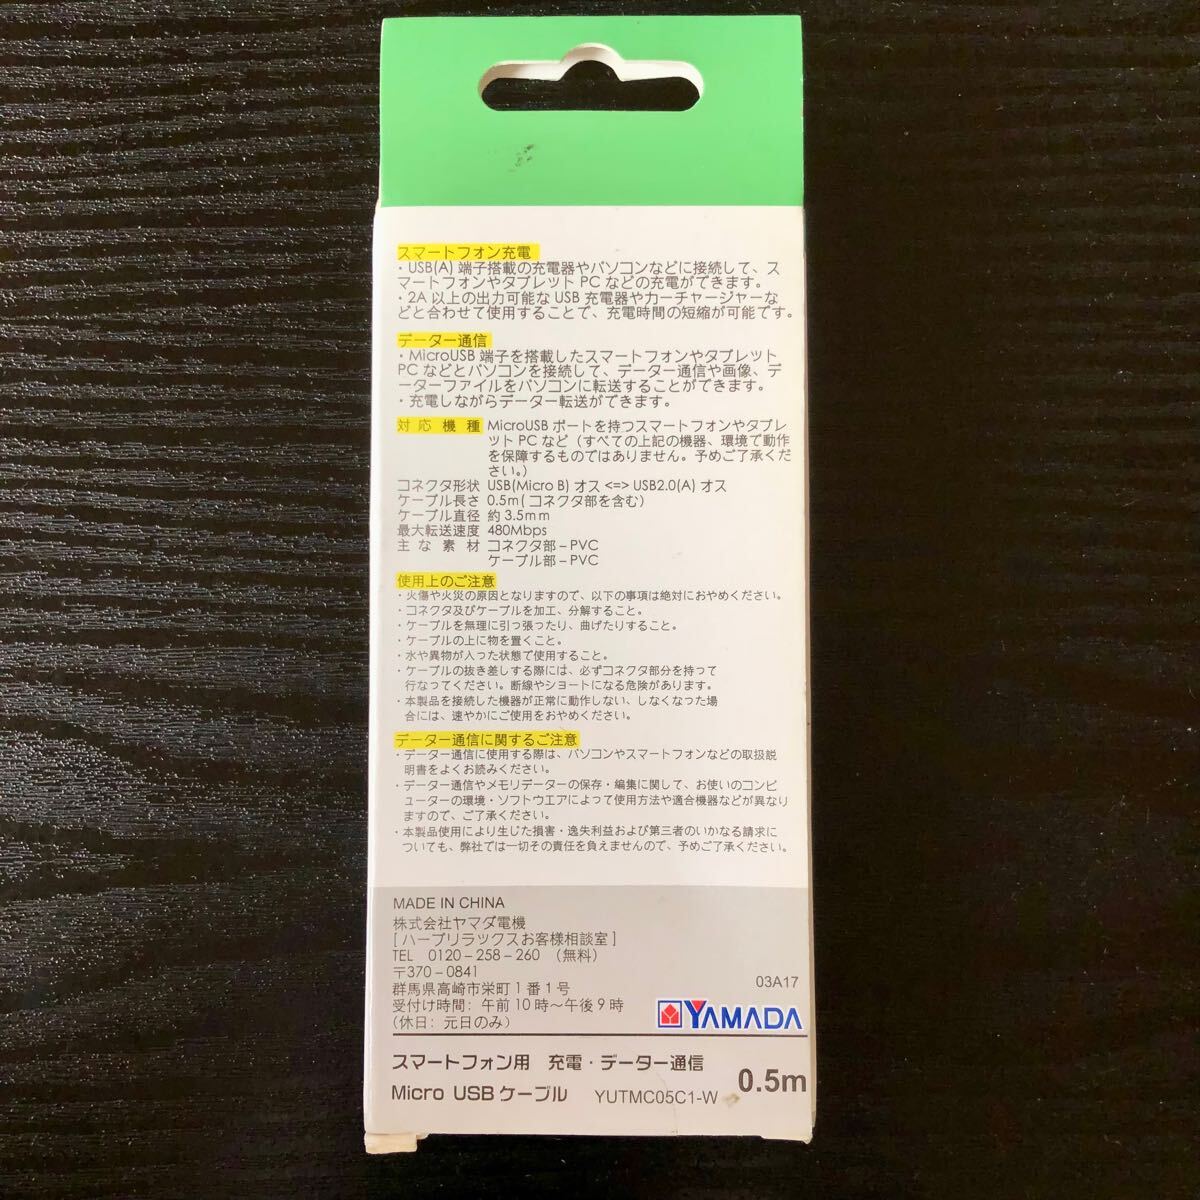 スマートフォン充電
・USB(A) 端子搭載の充電器やパソコンなどに接続して、ス
マートフォンやタブレット PC などの充電ができます。
・2A 以上の出力可能な USB 充電器やカーチャージャーな
どと合わせて使用することで、充電時間の短縮が可能です。
データー通信
・MicroUSB 端子を搭載したスマートフォンやタブレット
PC などとパソコンを接続して、データー通信や画像、デ
ーターファイルをパソコンに転送することができます。
・充電しながらデーター転送ができます。
対応機種 MicroUSB ポートを持つスマートフォンやタブレ
ット PC など（すべての上記の機器、環境で動作
を保障するものではありません。予めご了承くだ
さい。）
コネクタ形状 USB(Micro B) オス <=> USB2.0(A) オス
ケーブル長さ 0.5m( コネクタ部を含む）
ケーブル直径 約 3.5mm
最大転送速度 480Mbps
主な素材 コネクタ部 – PVC
ケーブル部 – PVC
使用上のご注意
・火傷や火災の原因となりますので、以下の事項は絶対におやめください。
・コネクタ及びケーブルを加工、分解すること。
・ケーブルを無理に引っ張ったり、曲げたりすること。
・ケーブルの上に物を置くこと。
・水や異物が入った状態で使用すること。
・ケーブルの抜き差しする際には、必ずコネクタ部分を持って
行なってください。断線やショートになる危険があります。
・本製品を接続した機器が正常に動作しない、しなくなった場
合には、速やかにご使用をおやめください。
データー通信に関するご注意
・データー通信に使用する際は、パソコンやスマートフォンなどの取扱説
明書をよくお読みください。
・データー通信やメモリデーターの保存・編集に関して、お使いのコンピ
ューターの環境・ソフトウエアによって使用方法や適合機器などが異なり
ますので、ご了承ください。
・本製品使用により生じた損害・逸失利益および第三者のいかなる請求に
ついても、弊社では一切その責任を負えませんので、予めご了承ください。
MADE IN CHINA
株式会社ヤマダ電機
[ ハーブリラックスお客様相談室 ]
TEL 0120 – 258 – 260 （無料）
〒370 – 0841
群馬県高崎市栄町 1 番 1 号
受付け時間：午前 10 時～午後 9 時
（休日：元日のみ）
03A17
YAMADA
スマートフォン用 充電・データー通信
Micro USB ケーブル YUTMC05C1-W 0.5m